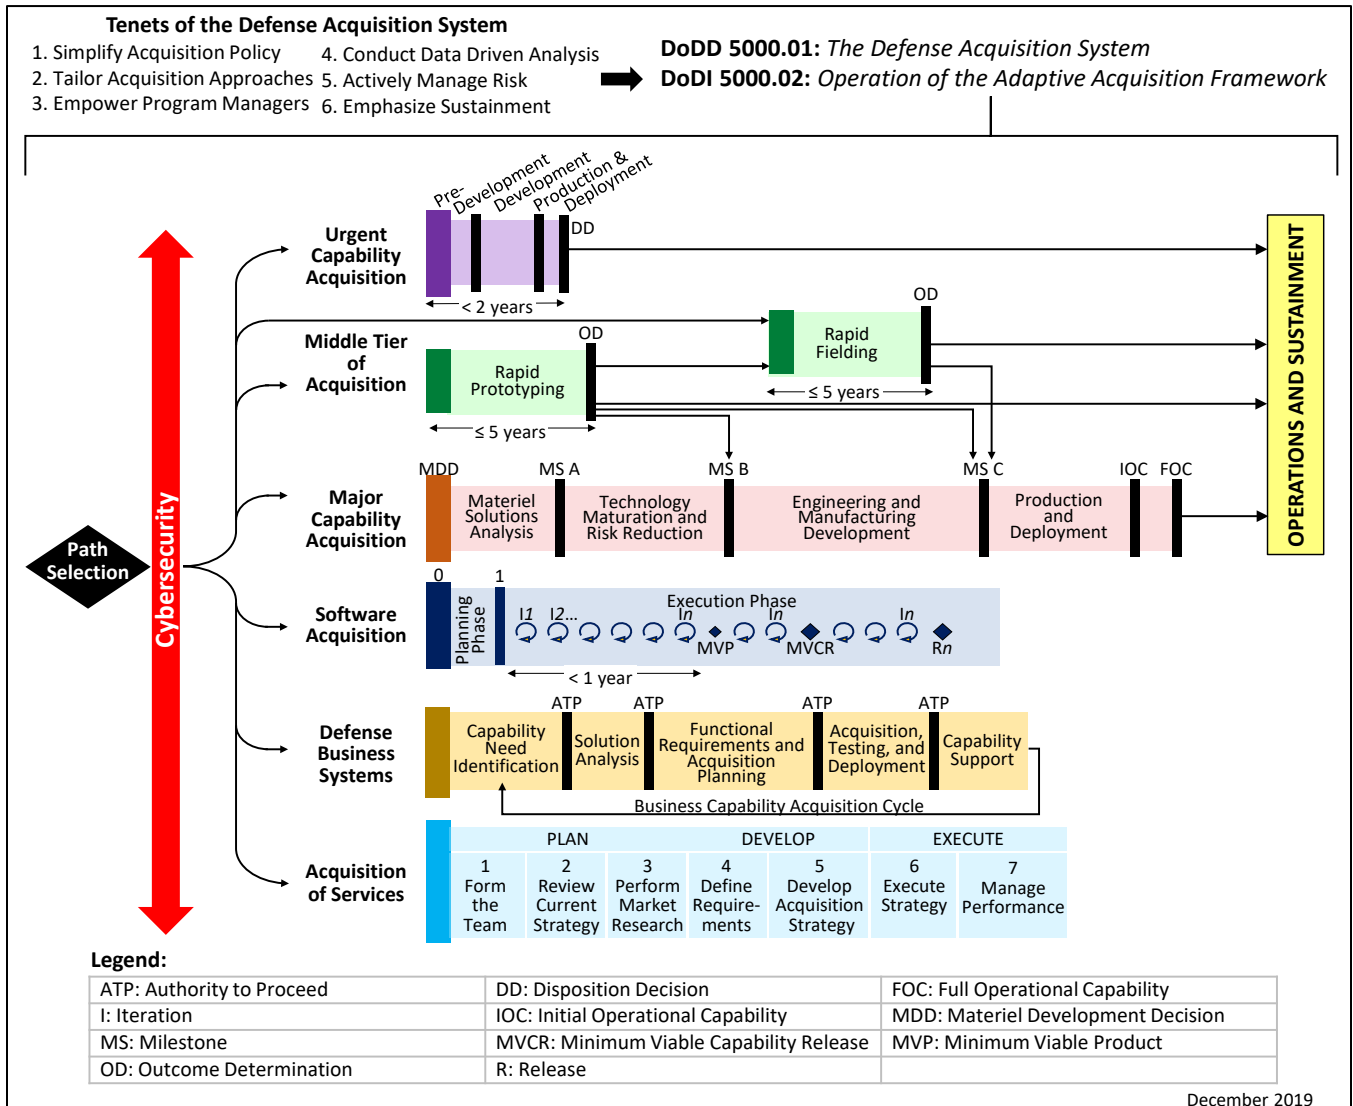 Tenets of the Defense Acquisition System
1. Simplify Acquisition Policy
2. Tailor Acquisition Approaches
3. Empower Program Managers
4. Conduct Data Driven Analysis
5. Actively Manage Risk
6. Emphasize Sustainment
DoDD 5000.01: The Defense Acquisition System
DoDI 5000.02: Operation of the Adaptive Acquisition Framework
Path
Selection
Cybersecurity
OPERATIONS AND SUSTAINMENT
Urgent
Capability
Acquisition
Pre-
Development
Development
Production &
Deployment
DD
< 2 years
Middle Tier
of
Acquisition
Rapid
Prototyping
OD
≤ 5 years
Rapid
Fielding
OD
≤ 5 years
Major
Capability
Acquisition
MDD
Materiel
Solutions
Analysis
MS A
Technology
Maturation and
Risk Reduction
MS B
Engineering and
Manufacturing
Development
MS C
Production
and
Deployment
IOC
FOC
Software
Acquisition
0
Planning
Phase
1
Execution Phase
I1
I2...
In
In
In
MVP
MVCR
Rn
< 1 year
Defense
Business
Systems
Capability
Need
Identification
ATP
Solution
Analysis
ATP
Functional
Requirements and
Acquisition
Planning
ATP
Acquisition,
Testing, and
Deployment
ATP
Capability
Support
Business Capability Acquisition Cycle
Acquisition
of Services
PLAN
DEVELOP
EXECUTE
1
Form
the
Team
2
Review
Current
Strategy
3
Perform
Market
Research
4
Define
Require-
ments
5
Develop
Acquisition
Strategy
6
Execute
Strategy
7
Manage
Performance
Legend:
ATP: Authority to Proceed
DD: Disposition Decision
FOC: Full Operational Capability
I: Iteration
IOC: Initial Operational Capability
MDD: Materiel Development Decision
MS: Milestone
MVCR: Minimum Viable Capability Release
MVP: Minimum Viable Product
OD: Outcome Determination
R: Release
December 2019